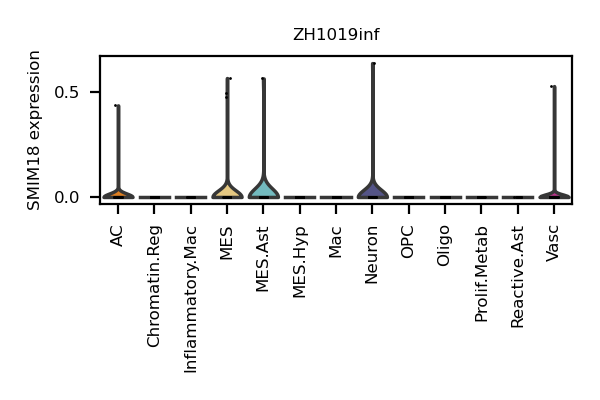 ZH1019inf
SMIM18 expression
0.5
0.0
AC
Chromatin.Reg
Inflammatory.Mac
MES
MES.Ast
MES.Hyp
Mac
Neuron
OPC
Oligo
Prolif.Metab
Reactive.Ast
Vasc